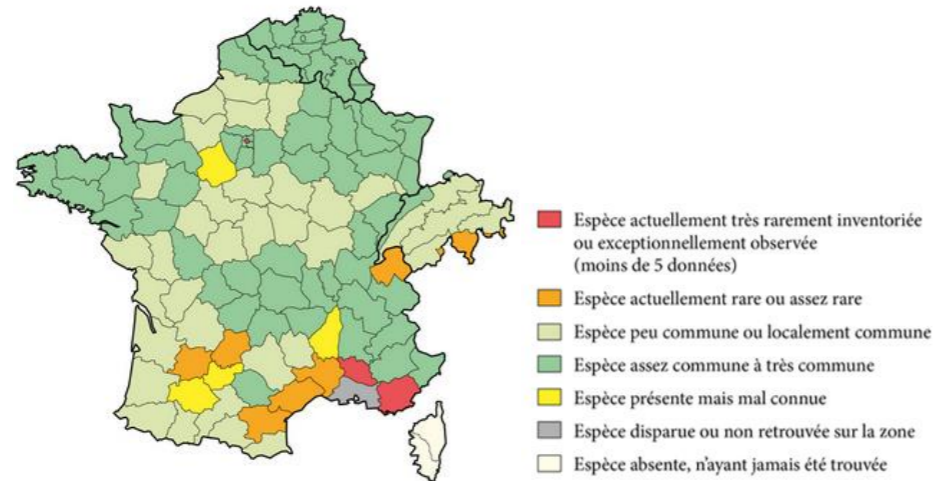 Espèce actuellement très rarement inventoriée
ou exceptionnellement observée
(moins de 5 données)
Espèce actuellement rare ou assez rare
Espèce peu commune ou localement commune
Espèce assez commune à très commune
Espèce présente mais mal connue
Espèce disparue ou non retrouvée sur la zone
Espèce absente, n'ayant jamais été trouvée